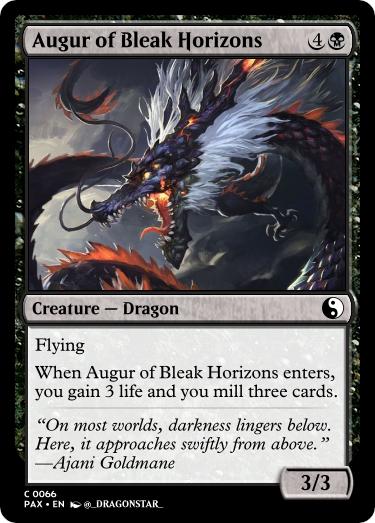 Augur of Bleak Horizons 4
Creature — Dragon
Flying
When Augur of Bleak Horizons enters,
you gain 3 life and you mill three cards.
“On most worlds, darkness lingers below.
Here, it approaches swiftly from above.”
—Ajani Goldmane
3/3
C 0066
PAX • EN @_DRAGONSTAR_